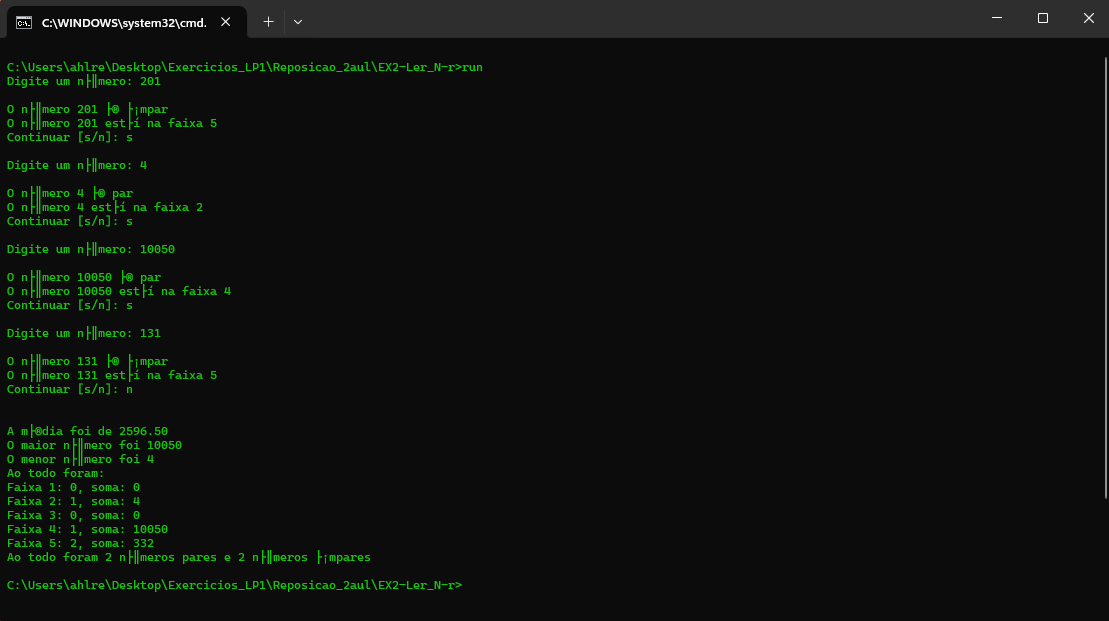 C:\WINDOWS\system32\cmd.
C:\Users\ahlre\Desktop\Exercicios_LP1\Reposicao_2aul\EX2-Ler_N-r>run
Digite um n├║mero: 201
O n├║mero 201 ├® ├¡mpar
O n├║mero 201 est├í na faixa 5
Continuar [s/n]: s
Digite um n├║mero: 4
O n├║mero 4 ├® par
O n├║mero 4 est├í na faixa 2
Continuar [s/n]: s
Digite um n├║mero: 10050
O n├║mero 10050 ├® par
O n├║mero 10050 est├í na faixa 4
Continuar [s/n]: s
Digite um n├║mero: 131
O n├║mero 131 ├® ├¡mpar
O n├║mero 131 est├í na faixa 5
Continuar [s/n]: n
A m├®dia foi de 2596.50
O maior n├║mero foi 10050
O menor n├║mero foi 4
Ao todo foram:
Faixa 1: 0, soma: 0
Faixa 2: 1, soma: 4
Faixa 3: 0, soma: 0
Faixa 4: 1, soma: 10050
Faixa 5: 2, soma: 332
Ao todo foram 2 n├║meros pares e 2 n├║meros ├¡mpares
C:\Users\ahlre\Desktop\Exercicios_LP1\Reposicao_2aul\EX2-Ler_N-r>